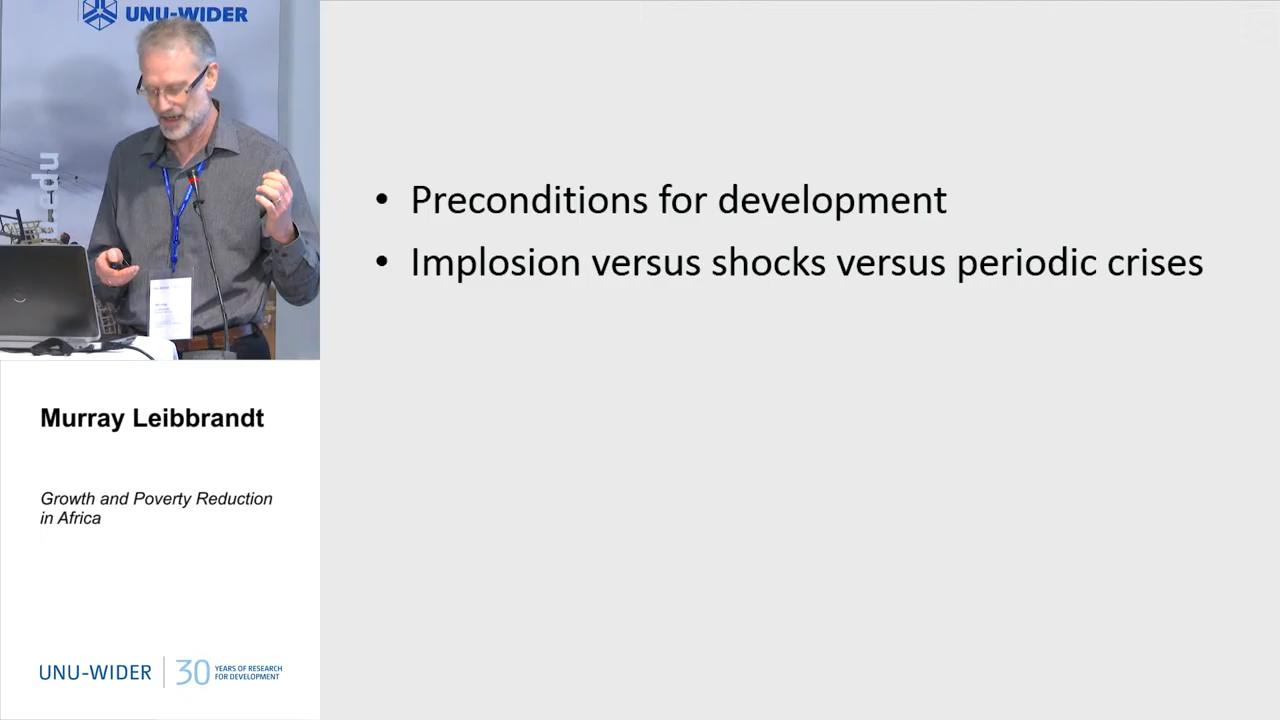 UNU-WIDER
.edu
• Preconditions for development
• Implosion versus shocks versus periodic crises
Murray Leibbrandt
Growth and Poverty Reduction
in Africa
UNU-WIDER
30
YEARS OF RESEARCH
FOR DEVELOPMENT